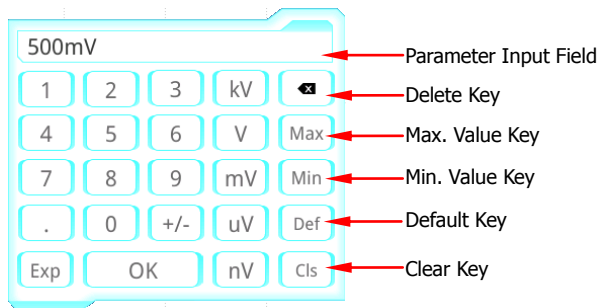 500mV
Parameter Input Field
1 2 3 kV
Delete Key
4 5 6 V Max
Max. Value Key
7 8 9 mV Min
Min. Value Key
. 0 +/- uV Def
Default Key
Exp OK nV Cls
Clear Key